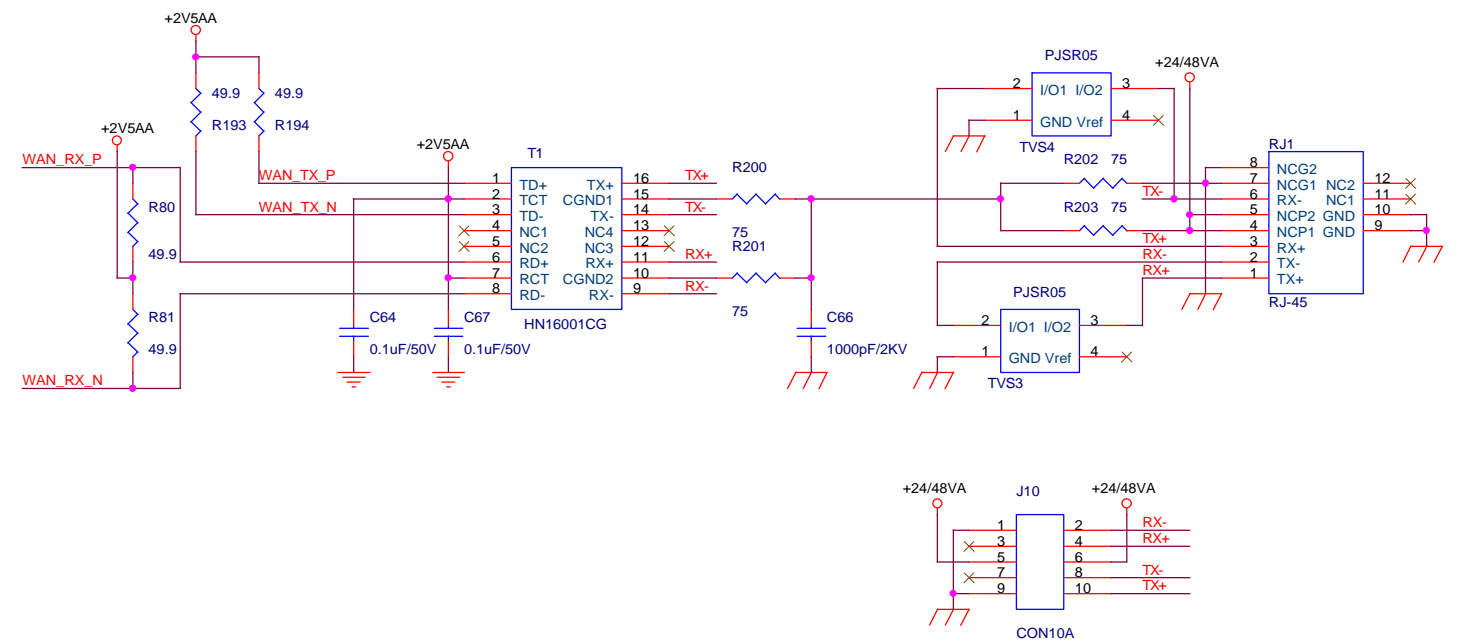 +2V5AA
49.9
R193
49.9
R194
+2V5AA
WAN_RX_P
R80
49.9
R81
49.9
WAN_RX_N
WAN_TX_P
WAN_TX_N
+2V5AA
T1
1 TD+ TX+ 16 TX+
2 TCT CGND1 15
3 TD- TX- 14 TX-
4 NC1 NC4 13
5 NC2 NC3 12
6 RD+ RX+ 11 RX+
7 RCT CGND2 10
8 RD- RX- 9 RX-
HN16001CG
C64
0.1uF/50V
C67
0.1uF/50V
R200
75
R201
75
C66
1000pF/2KV
PJSR05
2 I/O1 I/O2 3
1 GND Vref 4
TVS4
+24/48VA
R202 75
TX-
R203 75
TX+
RX-
RX+
RJ1
8 NCG2
7 NCG1 NC2 12
6 RX- NC1 11
5 NCP2 GND 10
4 NCP1 GND 9
3 RX+
2 TX-
1 TX+
RJ-45
PJSR05
2 I/O1 I/O2 3
1 GND Vref 4
TVS3
+24/48VA
J10
+24/48VA
1 2 RX-
3 4 RX+
5 6
7 8 TX-
9 10 TX+
CON10A